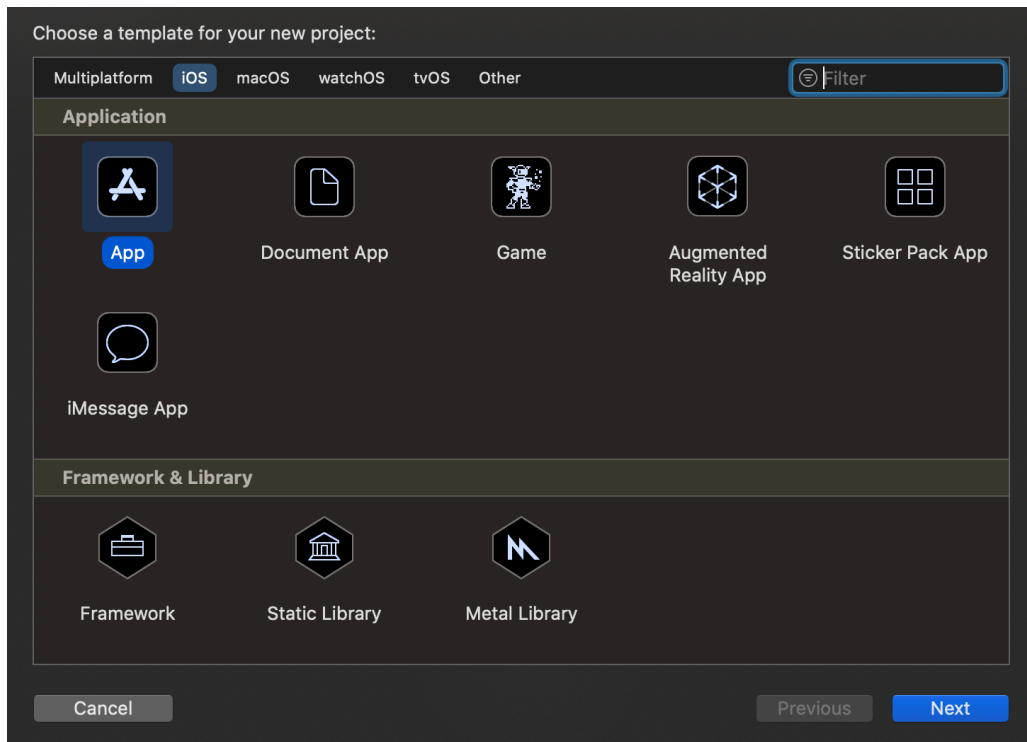 Choose a template for your new project:
Multiplatform iOS macOS watchOS tvOS Other Filter
Application
App Document App Game Augmented Reality App Sticker Pack App
iMessage App
Framework & Library
Framework Static Library Metal Library
Cancel Previous Next